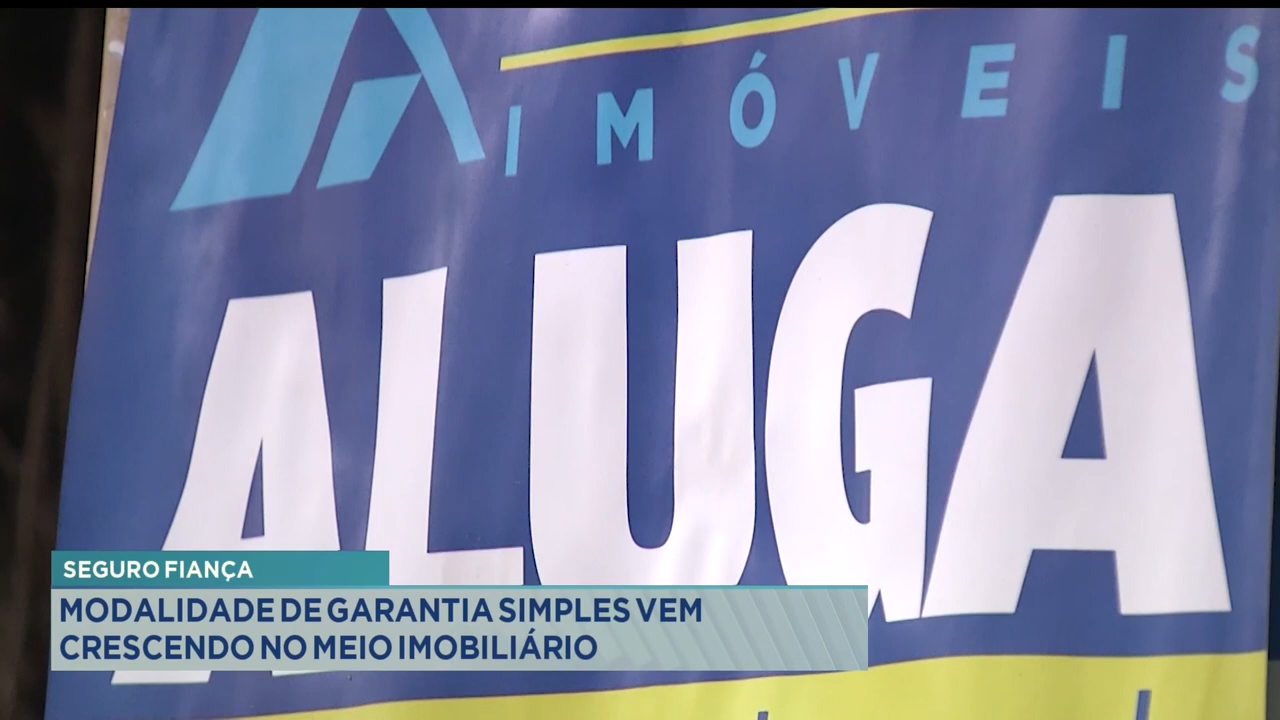 IMÓVEIS
ALUGA
SEGURO FIANÇA
MODALIDADE DE GARANTIA SIMPLES VEM
CRESCENDO NO MEIO IMOBILIÁRIO